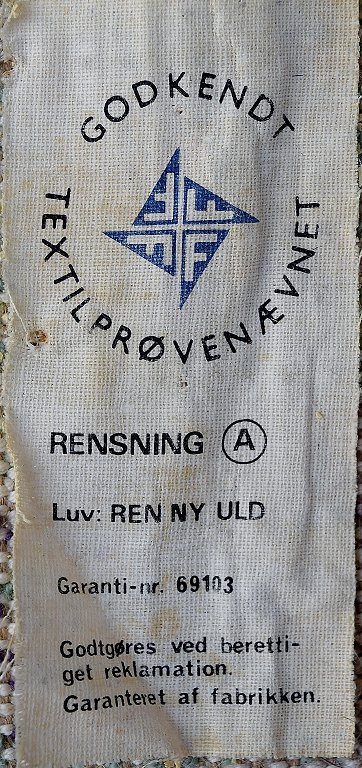 GODKENDT
TEXTILPRØVENÆVNET
RENSNING A
Luv: REN NY ULD
Garanti-nr. 69103
Godtgøres ved beretti-
get reklamation.
Garanteret af fabrikken.